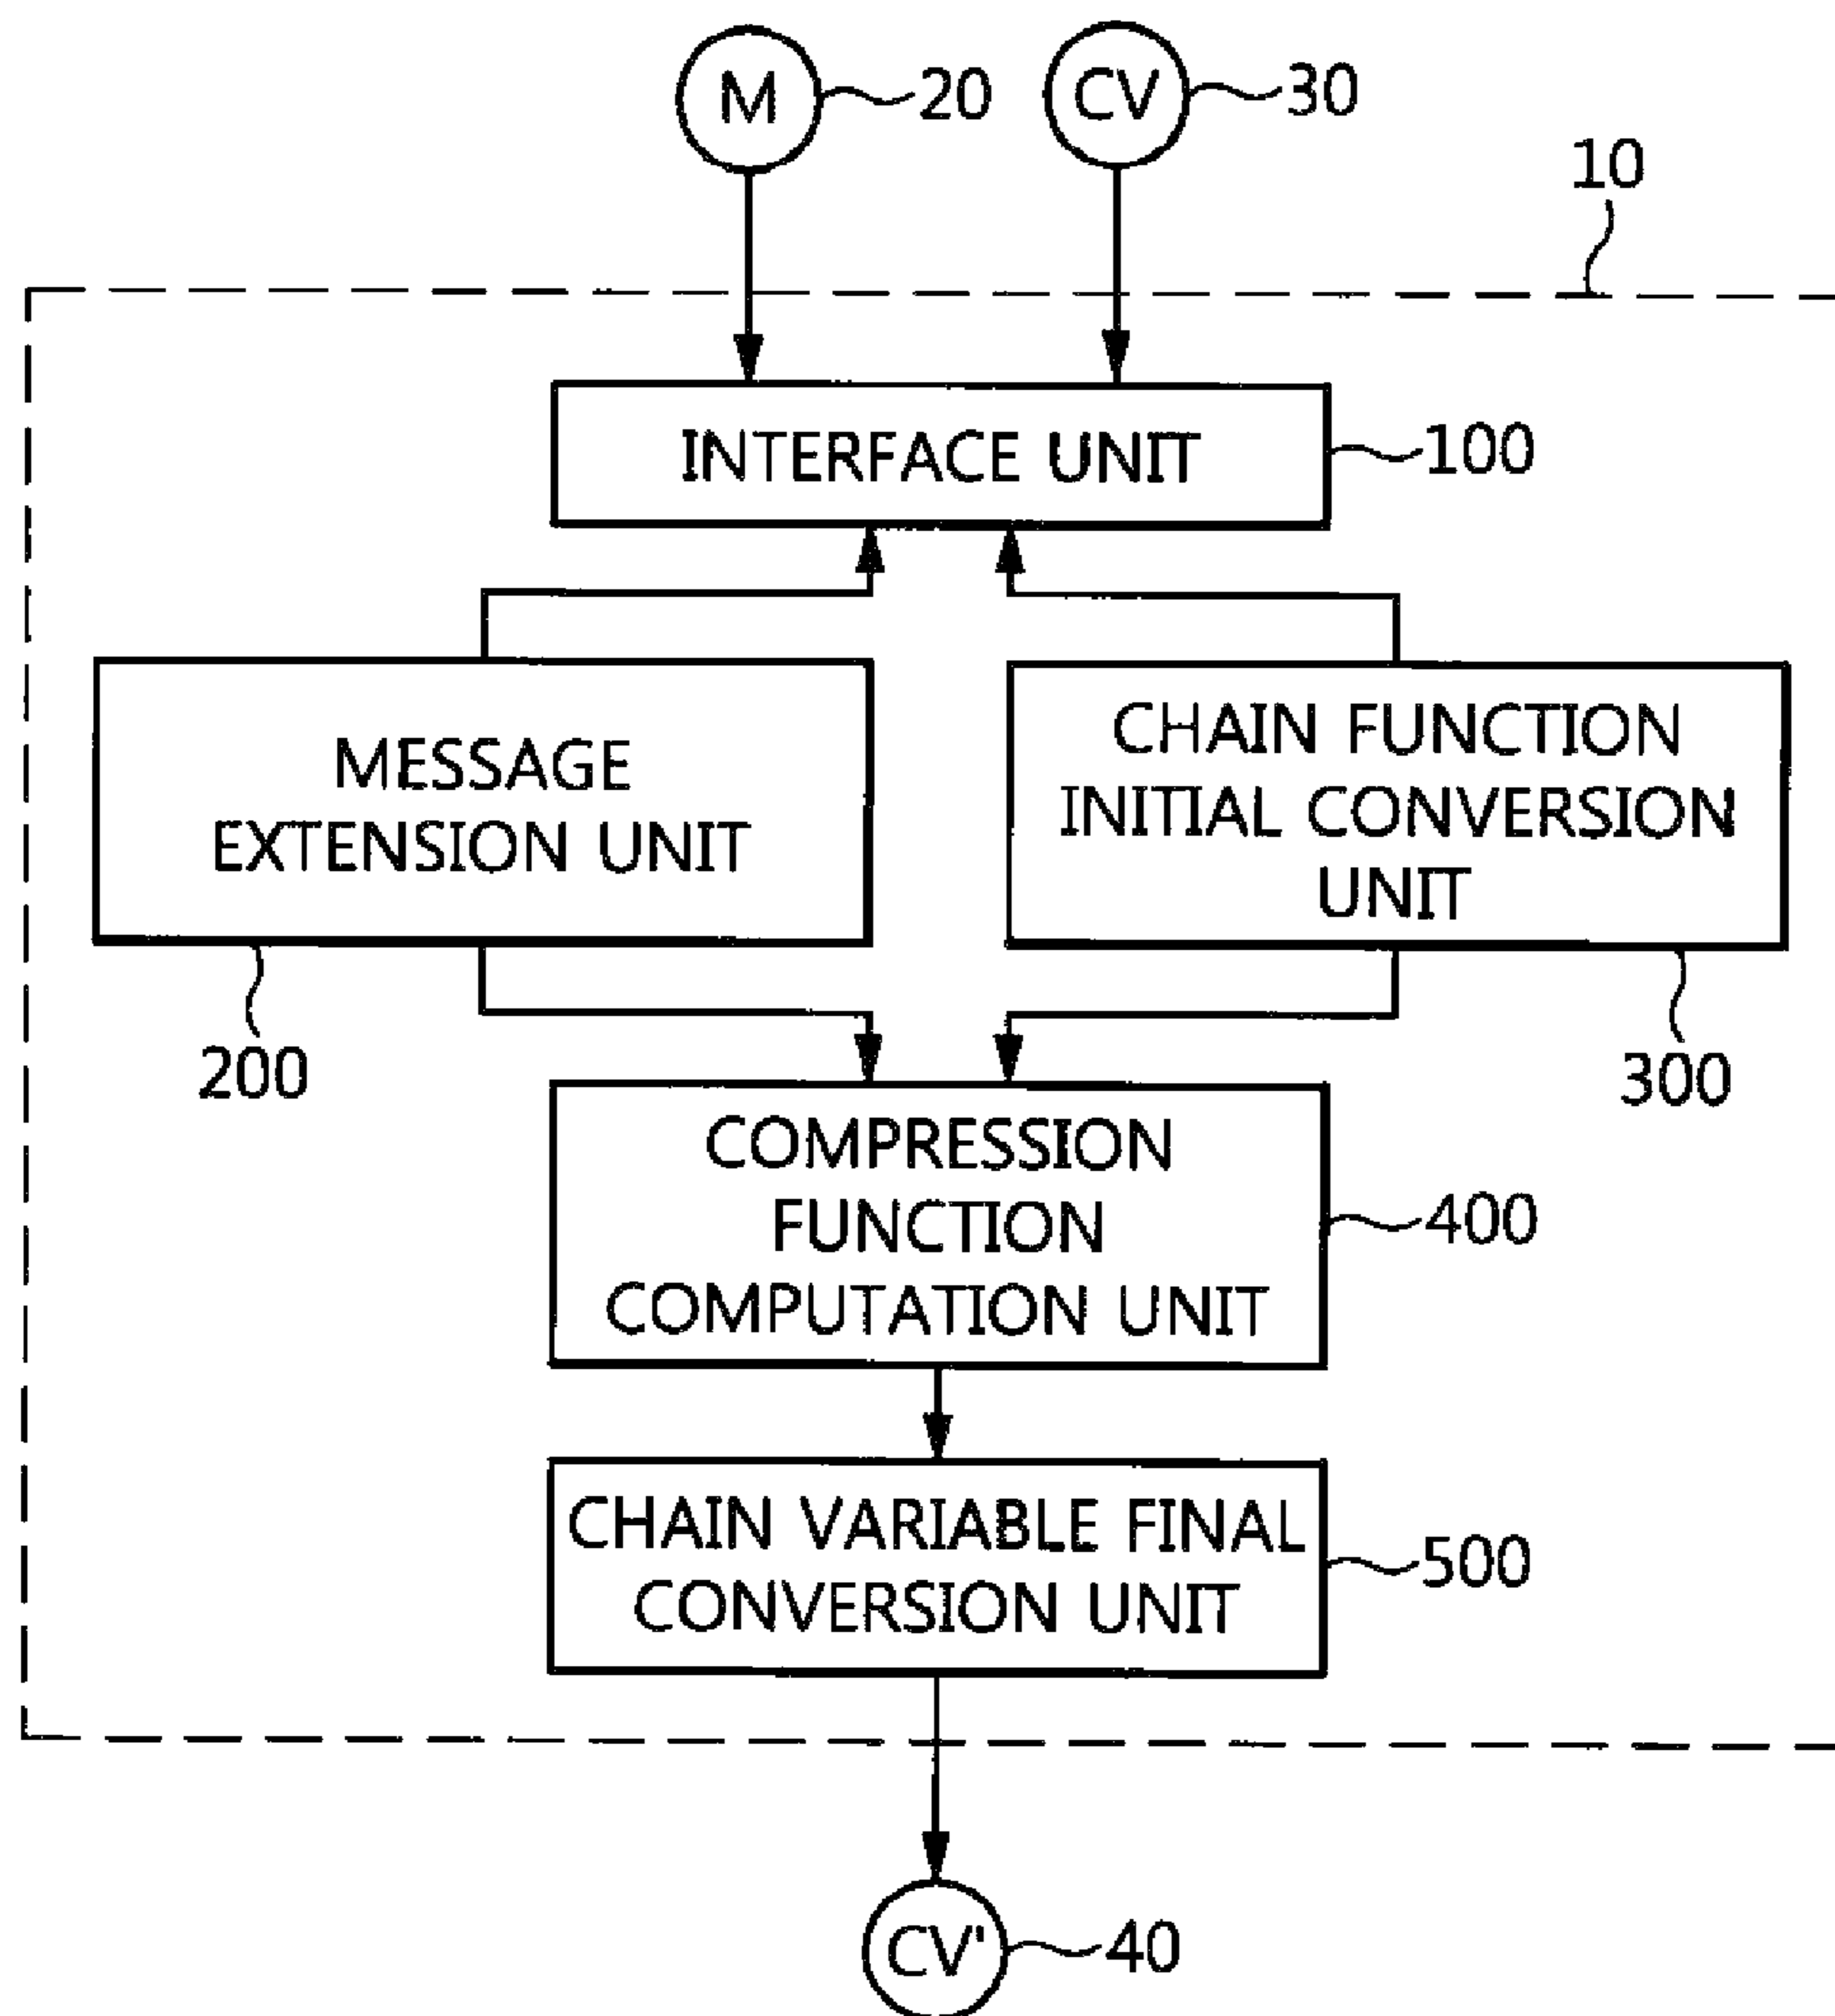 M 20 CV 30
10
INTERFACE UNIT 100
MESSAGE
EXTENSION UNIT
200
CHAIN FUNCTION
INITIAL CONVERSION
UNIT
300
COMPRESSION
FUNCTION
COMPUTATION UNIT
400
CHAIN VARIABLE FINAL
CONVERSION UNIT
500
CV' 40